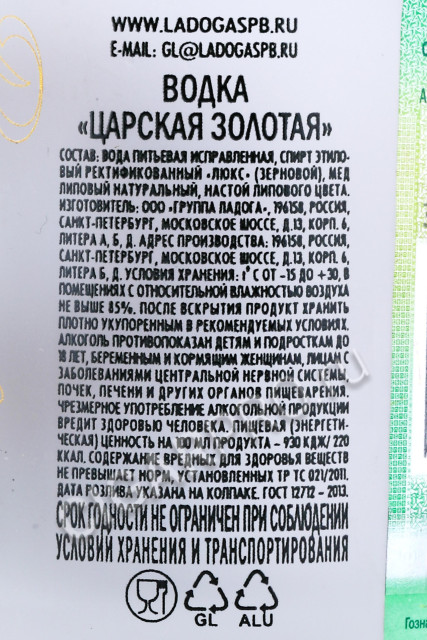 WWW.LADOGASPB.RU
E-MAIL: GL@LADOGASPB.RU
ВОДКА
«ЦАРСКАЯ ЗОЛОТАЯ»
СОСТАВ: ВОДА ПИТЬЕВАЯ ИСПРАВЛЕННАЯ, СПИРТ ЭТИЛО-
ВЫЙ РЕКТИФИКОВАННЫЙ «ЛЮКС» (ЗЕРНОВОЙ), МЕД
ЛИПОВЫЙ НАТУРАЛЬНЫЙ, НАСТОЙ ЛИПОВОГО ЦВЕТА.
ИЗГОТОВИТЕЛЬ: ООО «ГРУППА ЛАДОГА», 196158, РОССИЯ,
САНКТ-ПЕТЕРБУРГ, МОСКОВСКОЕ ШОССЕ, Д.13, КОРП. 6,
ЛИТЕРА А, Б, Д. АДРЕС ПРОИЗВОДСТВА: 196158, РОССИЯ,
САНКТ-ПЕТЕРБУРГ, МОСКОВСКОЕ ШОССЕ, Д.13, КОРП. 6,
ЛИТЕРА Б, Д. УСЛОВИЯ ХРАНЕНИЯ: t° С ОТ -15 ДО +30, В
ПОМЕЩЕНИЯХ С ОТНОСИТЕЛЬНОЙ ВЛАЖНОСТЬЮ ВОЗДУХА
НЕ ВЫШЕ 85%. ПОСЛЕ ВСКРЫТИЯ ПРОДУКТ ХРАНИТЬ
ПЛОТНО УКУПОРЕННЫМ В РЕКОМЕНДУЕМЫХ УСЛОВИЯХ.
АЛКОГОЛЬ ПРОТИВОПОКАЗАН ДЕТЯМ И ПОДРОСТКАМ ДО
18 ЛЕТ, БЕРЕМЕННЫМ И КОРМЯЩИМ ЖЕНЩИНАМ, ЛИЦАМ С
ЗАБОЛЕВАНИЯМИ ЦЕНТРАЛЬНОЙ НЕРВНОЙ СИСТЕМЫ,
ПОЧЕК, ПЕЧЕНИ И ДРУГИХ ОРГАНОВ ПИЩЕВАРЕНИЯ.
ЧРЕЗМЕРНОЕ УПОТРЕБЛЕНИЕ АЛКОГОЛЬНОЙ ПРОДУКЦИИ
ВРЕДИТ ЗДОРОВЬЮ ЧЕЛОВЕКА. ПИЩЕВАЯ (ЭНЕРГЕТИ-
ЧЕСКАЯ) ЦЕННОСТЬ НА 100 МЛ ПРОДУКТА - 930 КДЖ/ 220
ККАЛ. СОДЕРЖАНИЕ ВРЕДНЫХ ДЛЯ ЗДОРОВЬЯ ВЕЩЕСТВ
НЕ ПРЕВЫШАЕТ НОРМ, УСТАНОВЛЕННЫХ ТР ТС 021/2011.
ДАТА РОЗЛИВА УКАЗАНА НА КОЛПАКЕ. ГОСТ 12712 - 2013.
СРОК ГОДНОСТИ НЕ ОГРАНИЧЕН ПРИ СОБЛЮДЕНИИ
УСЛОВИЙ ХРАНЕНИЯ И ТРАНСПОРТИРОВАНИЯ
GL ALU